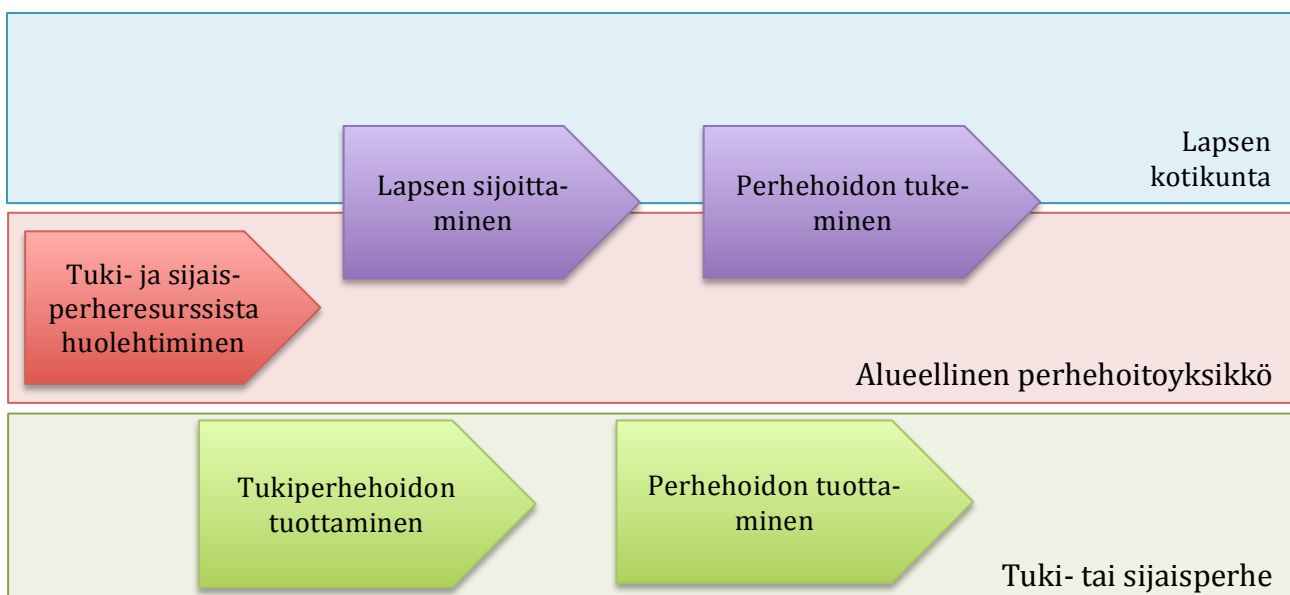 Lapsen
kotikunta
Lapsen sijoitta-
minen
Perhehoidon tuke-
minen
Tuki- ja sijais-
perheresurssista
huolehtiminen
Alueellinen perhehoitoyksikkö
Tukiperhehoidon
tuottaminen
Perhehoidon tuotta-
minen
Tuki- tai sijaisperhe